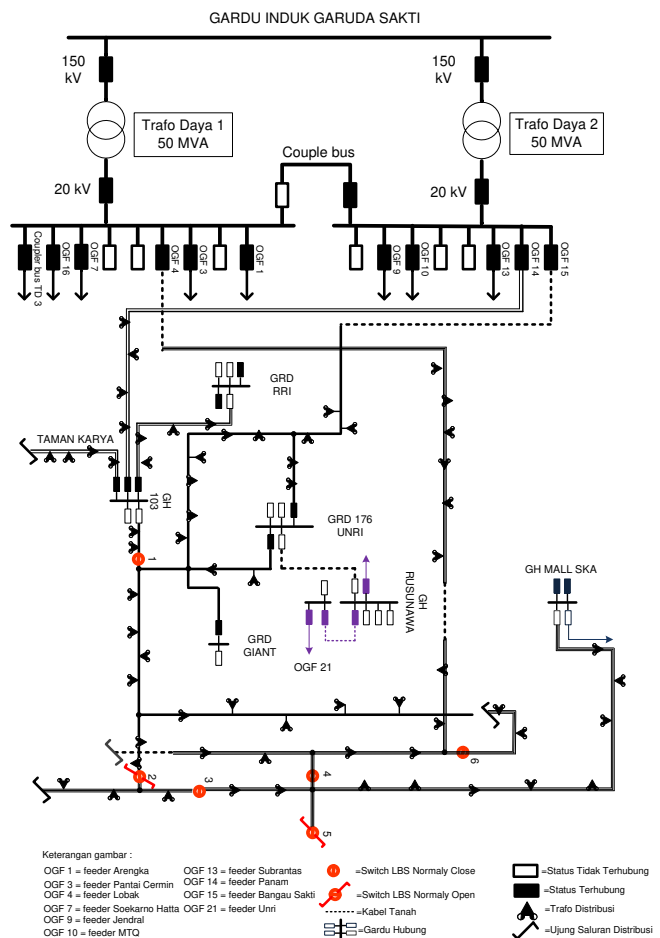 GARDU INDUK GARUDA SAKTI
150
kV
150
kV
Trafo Daya 1
50 MVA
Trafo Daya 2
50 MVA
Couple bus
20 kV
20 kV
Coupler bus TD 3
OGF 16
OGF 7
OGF 4
OGF 3
OGF 1
OGF 9
OGF 10
OGF 13
OGF 14
OGF 15
GRD
RRI
TAMAN KARYA
GH
103
GRD 176
UNRI
1
GH
RUSUNAWA
GH MALL SKA
GRD
GIANT
OGF 21
6
2
3
4
5
Keterangan gambar :
OGF 1 = feeder Arengka
OGF 3 = feeder Pantai Cermin
OGF 4 = feeder Lobak
OGF 7 = feeder Soekarno Hatta
OGF 9 = feeder Jendral
OGF 10 = feeder MTQ
OGF 13 = feeder Subrantas
OGF 14 = feeder Panam
OGF 15 = feeder Bangau Sakti
OGF 21 = feeder Unri
=Switch LBS Normaly Close
=Switch LBS Normaly Open
=Kabel Tanah
=Gardu Hubung
=Status Tidak Terhubung
=Status Terhubung
=Trafo Distribusi
=Ujung Saluran Distribusi